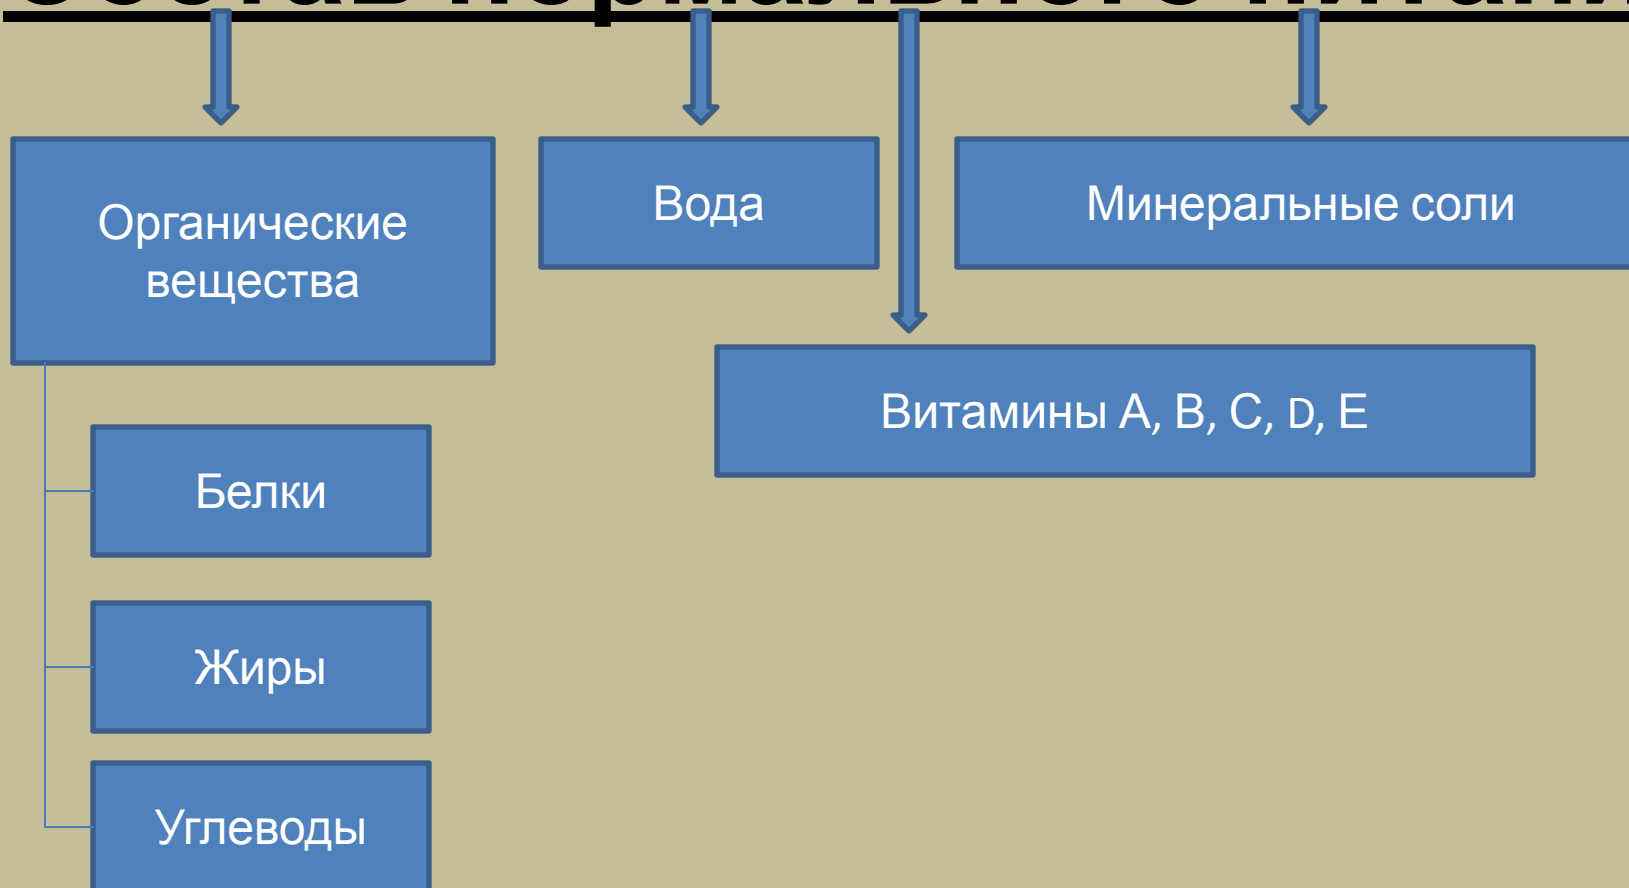 Органические
вещества
Вода
Минеральные соли
Витамины А, В, С, D, Е
Белки
Жиры
Углеводы